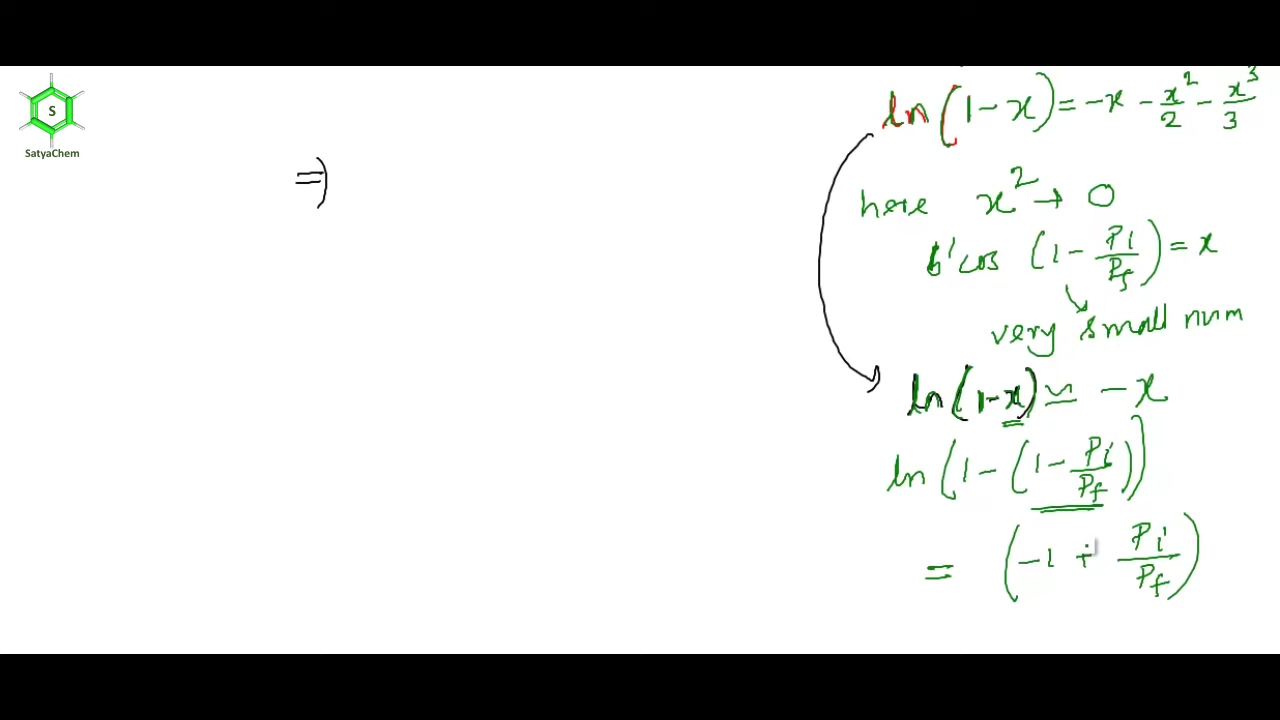 S
SatyaChem
ln(1-x) = -x - x²/2 - x³/3
⇒
here x² → 0
b'cos (1 - Pi/Pf) = x
very small num
ln(1-x) ≃ -x
ln(1-(1-Pi/Pf))
= (-1 + Pi/Pf)